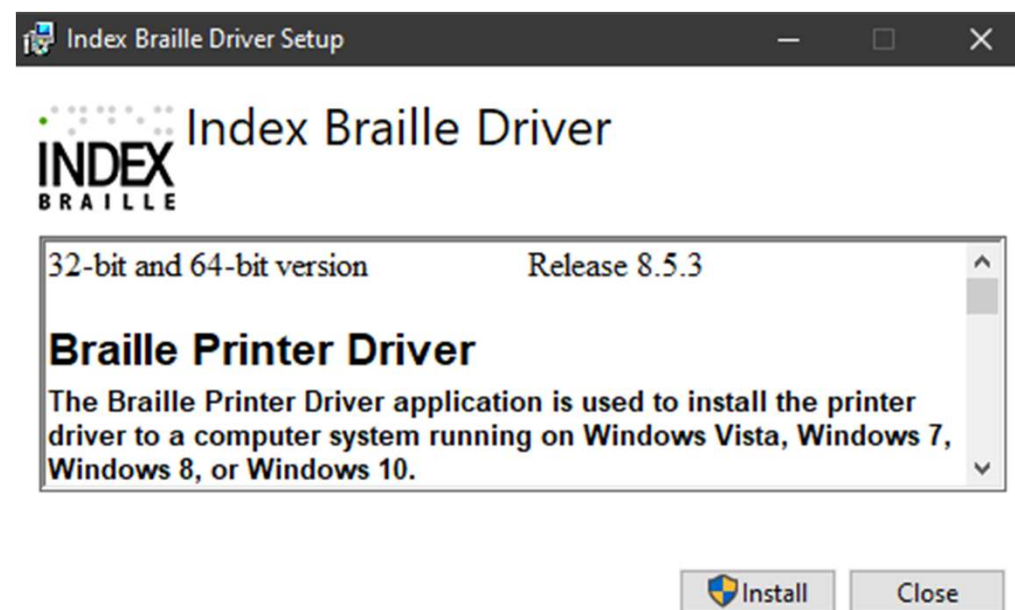 Index Braille Driver Setup
INDEX
BRAILLE
Index Braille Driver
32-bit and 64-bit version Release 8.5.3
Braille Printer Driver
The Braille Printer Driver application is used to install the printer
driver to a computer system running on Windows Vista, Windows 7,
Windows 8, or Windows 10.
Install Close